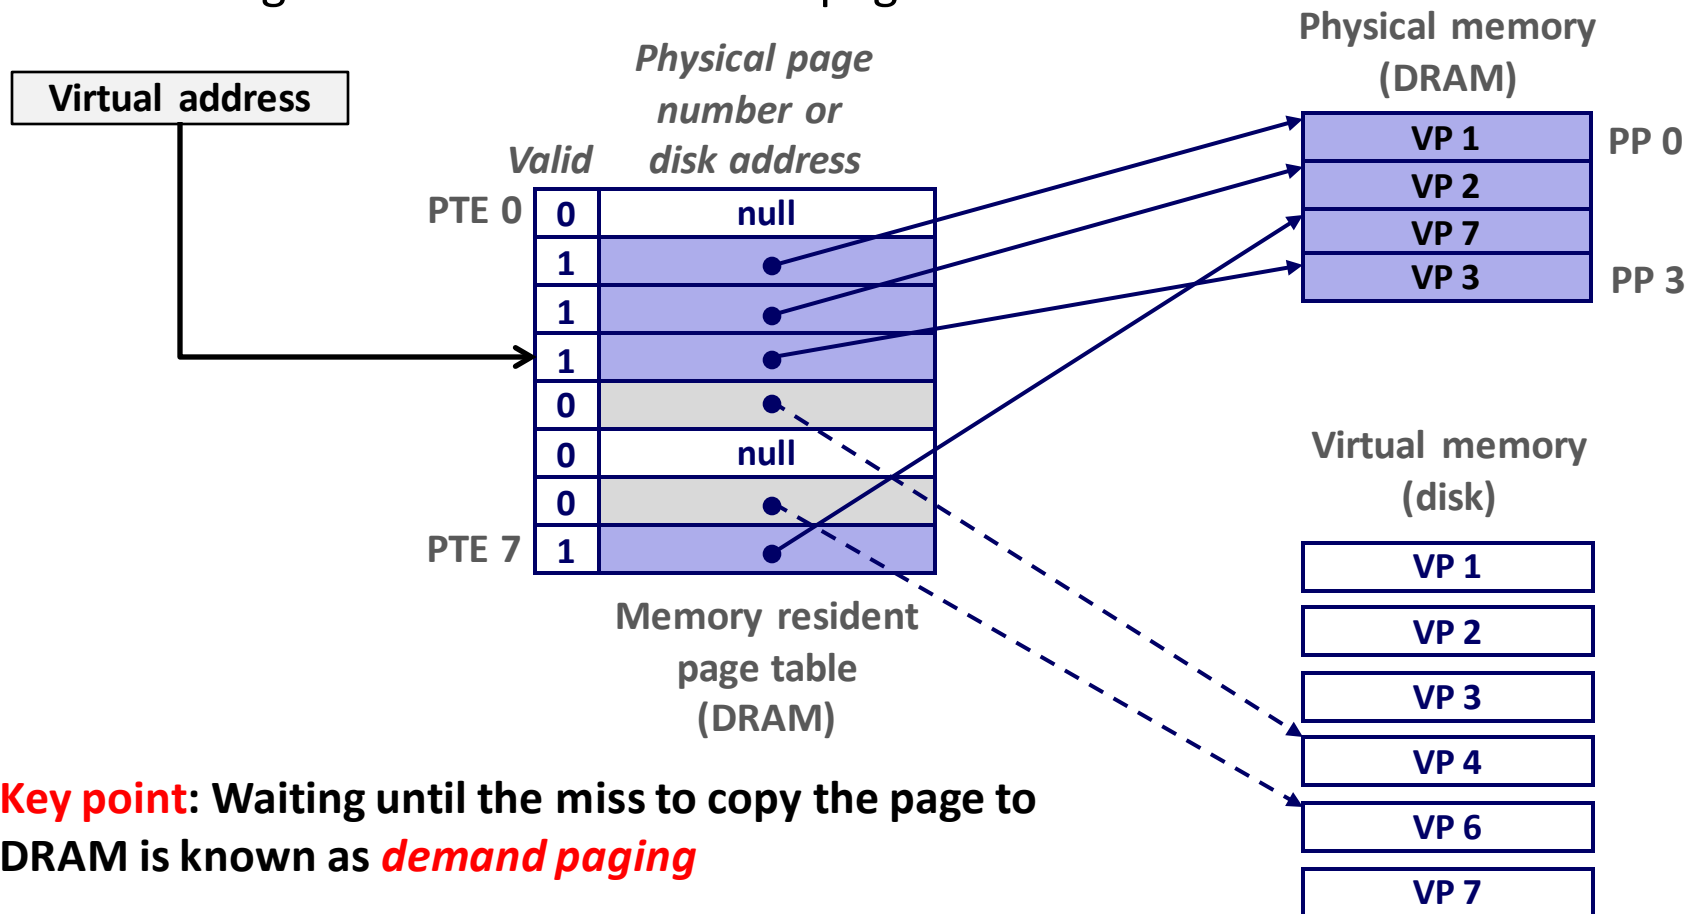 Physical memory
(DRAM)
Physical page
number or
disk address
Virtual address
Valid
VP 1
PP 0
VP 2
VP 7
VP 3
PP 3
PTE 0
0
null
1
1
1
0
0
null
0
PTE 7
1
Memory resident
page table
(DRAM)
Virtual memory
(disk)
VP 1
VP 2
VP 3
VP 4
VP 6
VP 7
Key point: Waiting until the miss to copy the page to
DRAM is known as demand paging